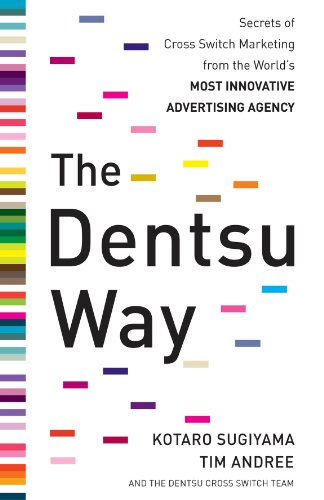 Secrets of
Cross Switch Marketing
from the World's
MOST INNOVATIVE
ADVERTISING AGENCY
The
Dentsu
Way
KOTARO SUGIYAMA
TIM ANDREE
AND THE DENTSU CROSS SWITCH TEAM